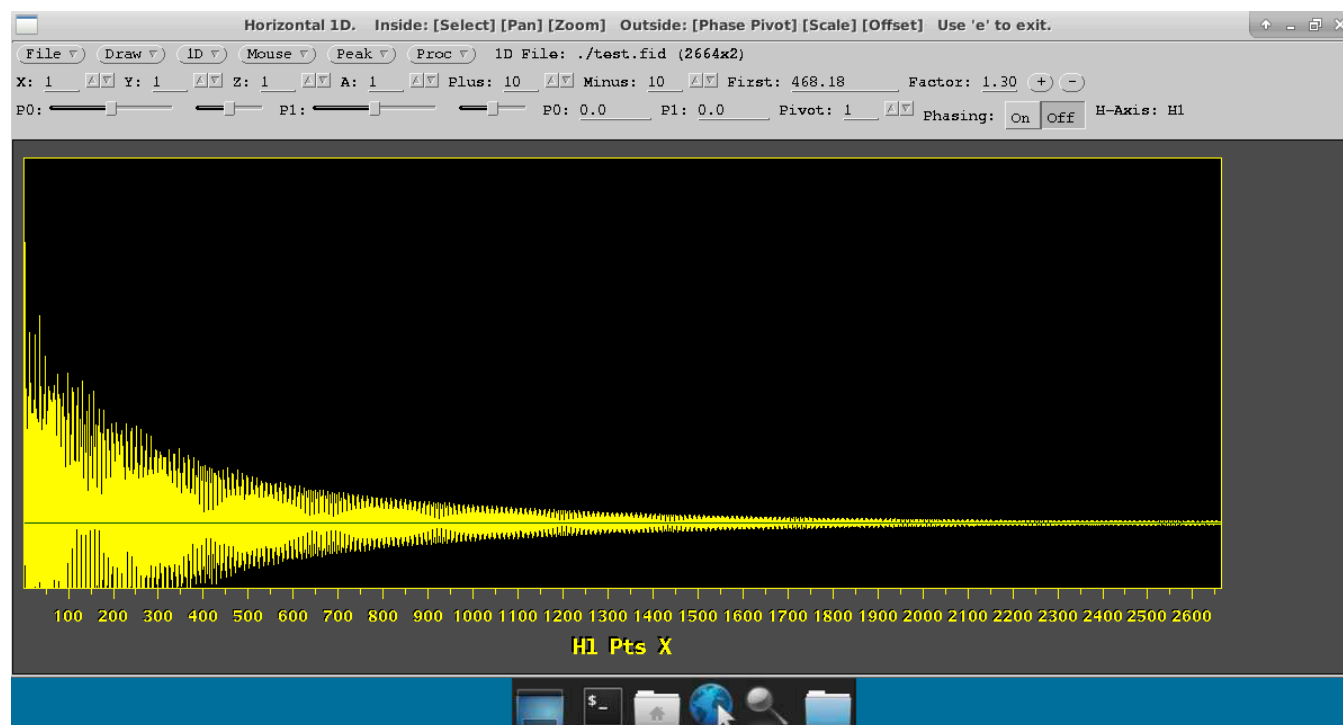 Horizontal 1D. Inside: [Select] [Pan] [Zoom] Outside: [Phase Pivot] [Scale] [Offset] Use 'e' to exit.
File Draw 1D Mouse Peak Proc 1D File: ./test.fid (2664x2)
X: 1 Y: 1 Z: 1 A: 1 Plus: 10 Minus: 10 First: 468.18 Factor: 1.30 + -
P0: P1: P0: 0.0 P1: 0.0 Pivot: 1 Phasing: On Off H-Axis: H1
100 200 300 400 500 600 700 800 900 1000 1100 1200 1300 1400 1500 1600 1700 1800 1900 2000 2100 2200 2300 2400 2500 2600
H1 Pts X
$_